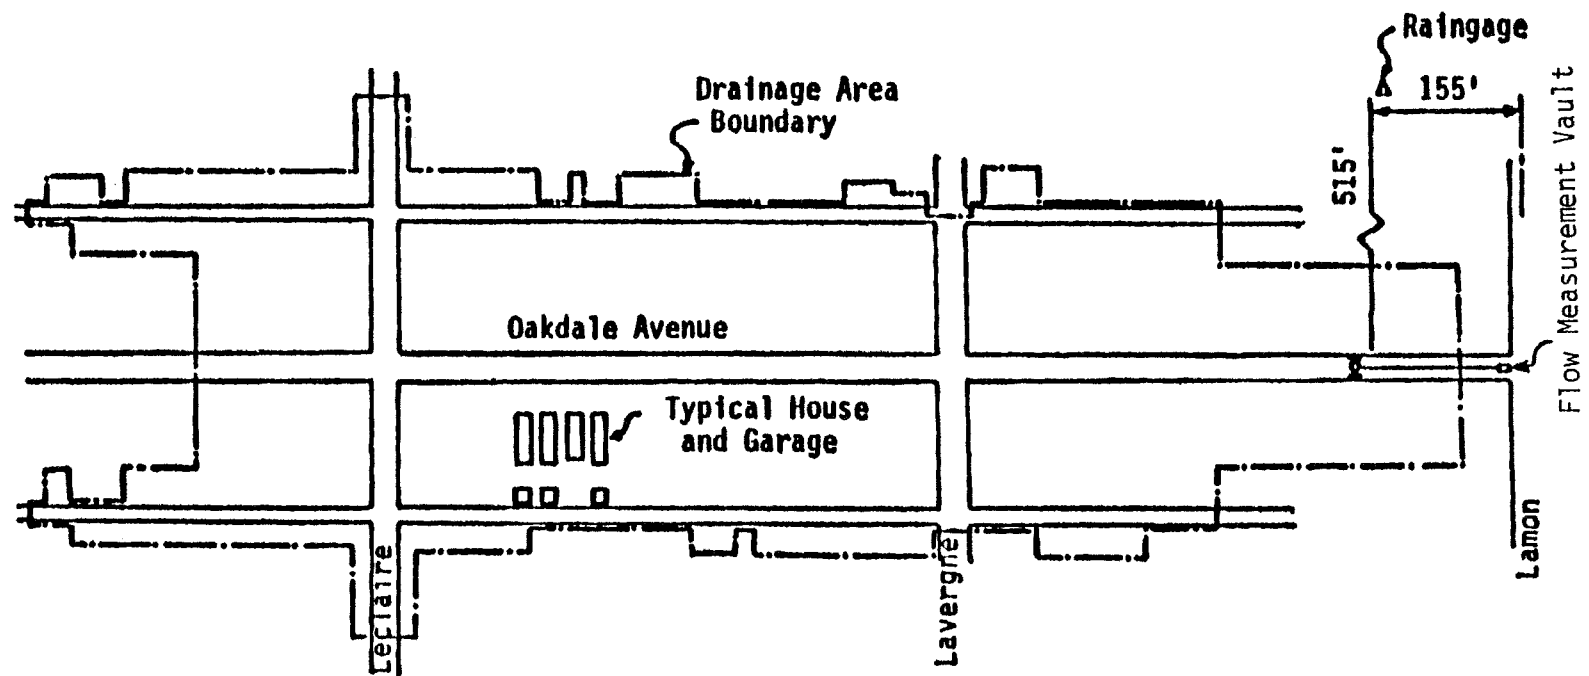 Raingage
155'
Drainage Area
Boundary
515'
Flow Measurement Vault
Oakdale Avenue
Typical House
and Garage
Leclaire
Lavergne
Lamon